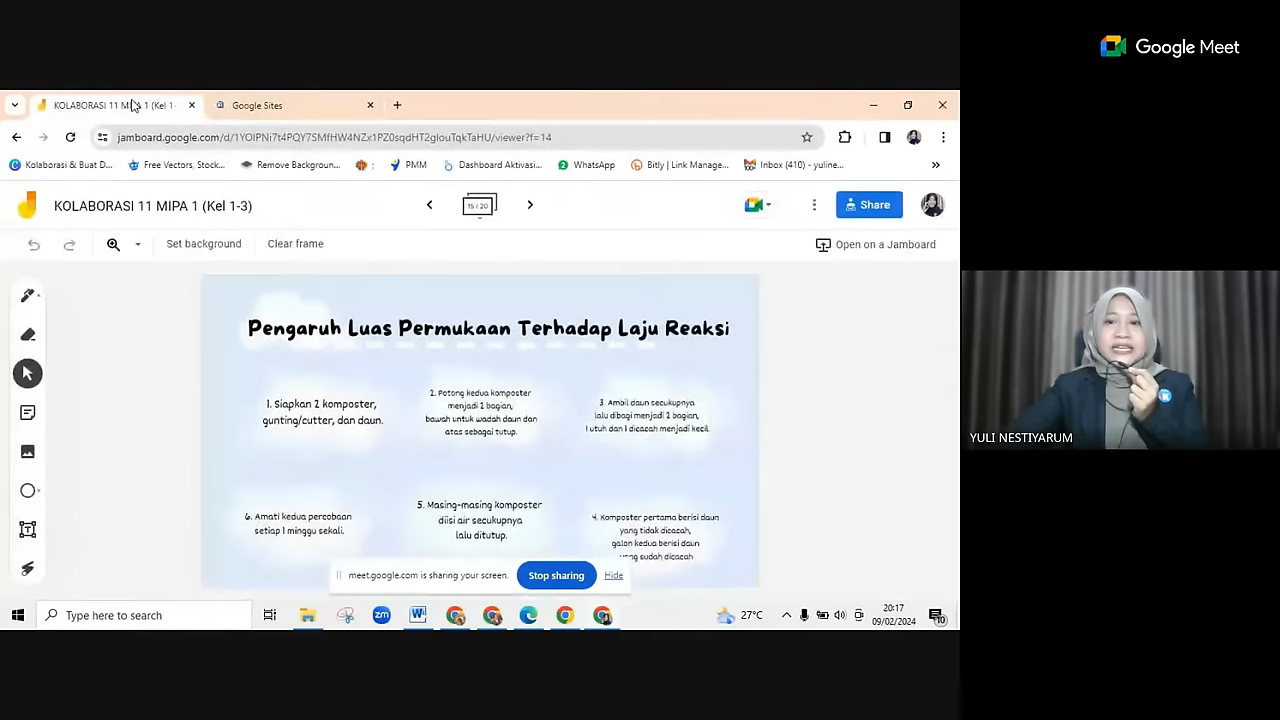 Google Meet
KOLABORASI 11 MIPA 1 (Kel 1-
Google Sites
jamboard.google.com/d/1YOIPNi7t4PQY7SMfHW4NZx1PZ0sqdHT2gIouTqkTaHU/viewer?f=14
Kolaborasi & Buat D...
Free Vectors, Stock...
Remove Backgroun...
PMM
Dashboard Aktivasi...
WhatsApp
Bitly | Link Manage...
Inbox (410) - yuline...
KOLABORASI 11 MIPA 1 (Kel 1-3)
15 / 20
Share
Set background
Clear frame
Open on a Jamboard
Pengaruh Luas Permukaan Terhadap Laju Reaksi
1. Siapkan 2 komposter,
gunting/cutter, dan daun.
2. Potong kedua komposter
menjadi 2 bagian,
bawah untuk wadah daun dan
atas sebagai tutup.
3. Ambil daun secukupnya
lalu dibagi menjadi 2 bagian,
1 utuh dan 1 dicacah menjadi kecil.
6. Amati kedua percobaan
setiap 1 minggu sekali.
5. Masing-masing komposter
diisi air secukupnya
lalu ditutup.
4. Komposter pertama berisi daun
yang tidak dicacah,
galon kedua berisi daun
yang sudah dicacah
meet.google.com is sharing your screen.
Stop sharing
Hide
YULI NESTIYARUM
Type here to search
zm
W
27°C
20:17
09/02/2024
10